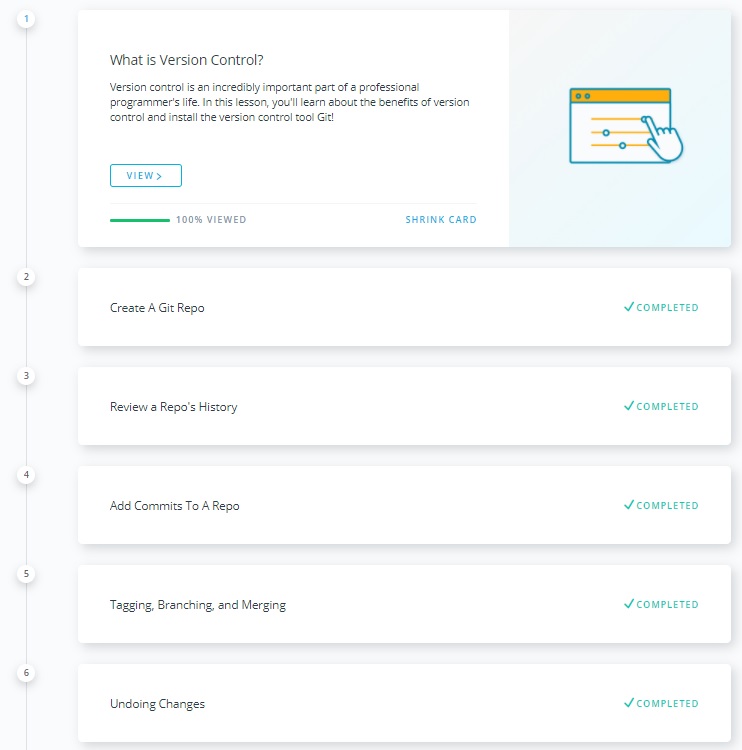 1
What is Version Control?
Version control is an incredibly important part of a professional
programmer's life. In this lesson, you'll learn about the benefits of version
control and install the version control tool Git!
VIEW >
100% VIEWED SHRINK CARD
2
Create A Git Repo ✓ COMPLETED
3
Review a Repo's History ✓ COMPLETED
4
Add Commits To A Repo ✓ COMPLETED
5
Tagging, Branching, and Merging ✓ COMPLETED
6
Undoing Changes ✓ COMPLETED